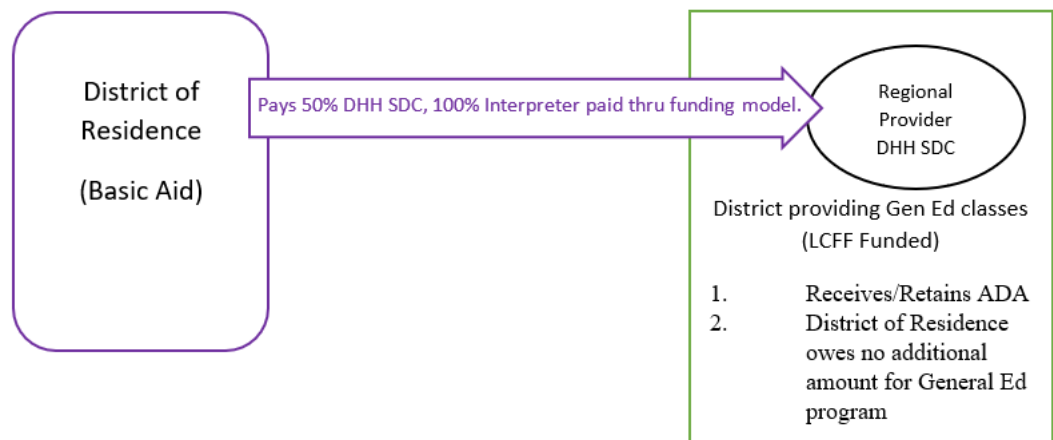 District of
Residence
(Basic Aid)
Pays 50% DHH SDC, 100% Interpreter paid thru funding model.
Regional
Provider
DHH SDC
District providing Gen Ed classes
(LCFF Funded)
1. Receives/Retains ADA
2. District of Residence
owes no additional
amount for General Ed
program